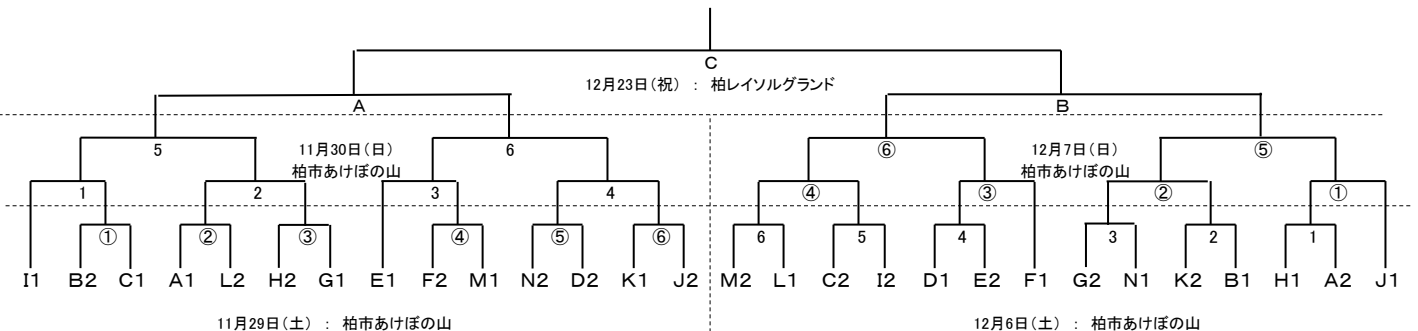 C
12月23日(祝) : 柏レイソルグランド
A B
5 11月30日(日) 6 ⑥ 12月7日(日) ⑤
柏市あけぼの山 柏市あけぼの山
1 2 3 4 ④ ③ ② ①
① ② ③ ④ ⑤ ⑥ 6 5 4 3 2 1
I1 B2 C1 A1 L2 H2 G1 E1 F2 M1 N2 D2 K1 J2 M2 L1 C2 I2 D1 E2 F1 G2 N1 K2 B1 H1 A2 J1
11月29日(土) : 柏市あけぼの山 12月6日(土) : 柏市あけぼの山